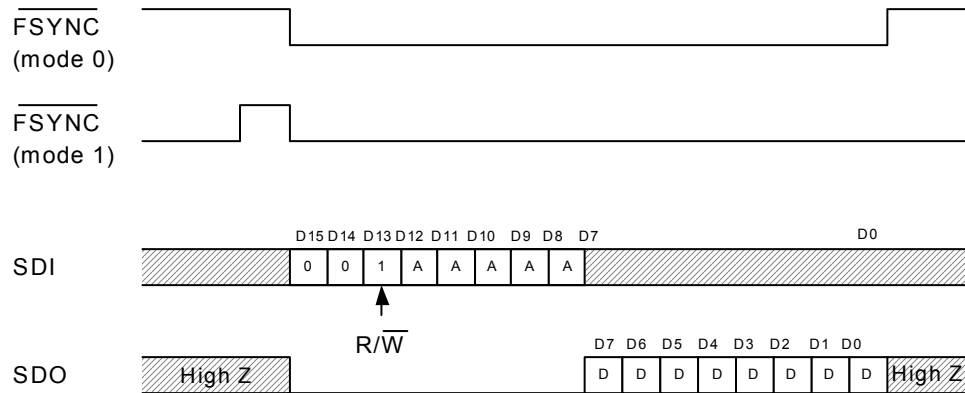 FSYNC
(mode 0)
FSYNC
(mode 1)
D15 D14 D13 D12 D11 D10 D9 D8 D7 D0
SDI 0 0 1 A A A A A
R/W
D7 D6 D5 D4 D3 D2 D1 D0
SDO High Z D D D D D D D D High Z